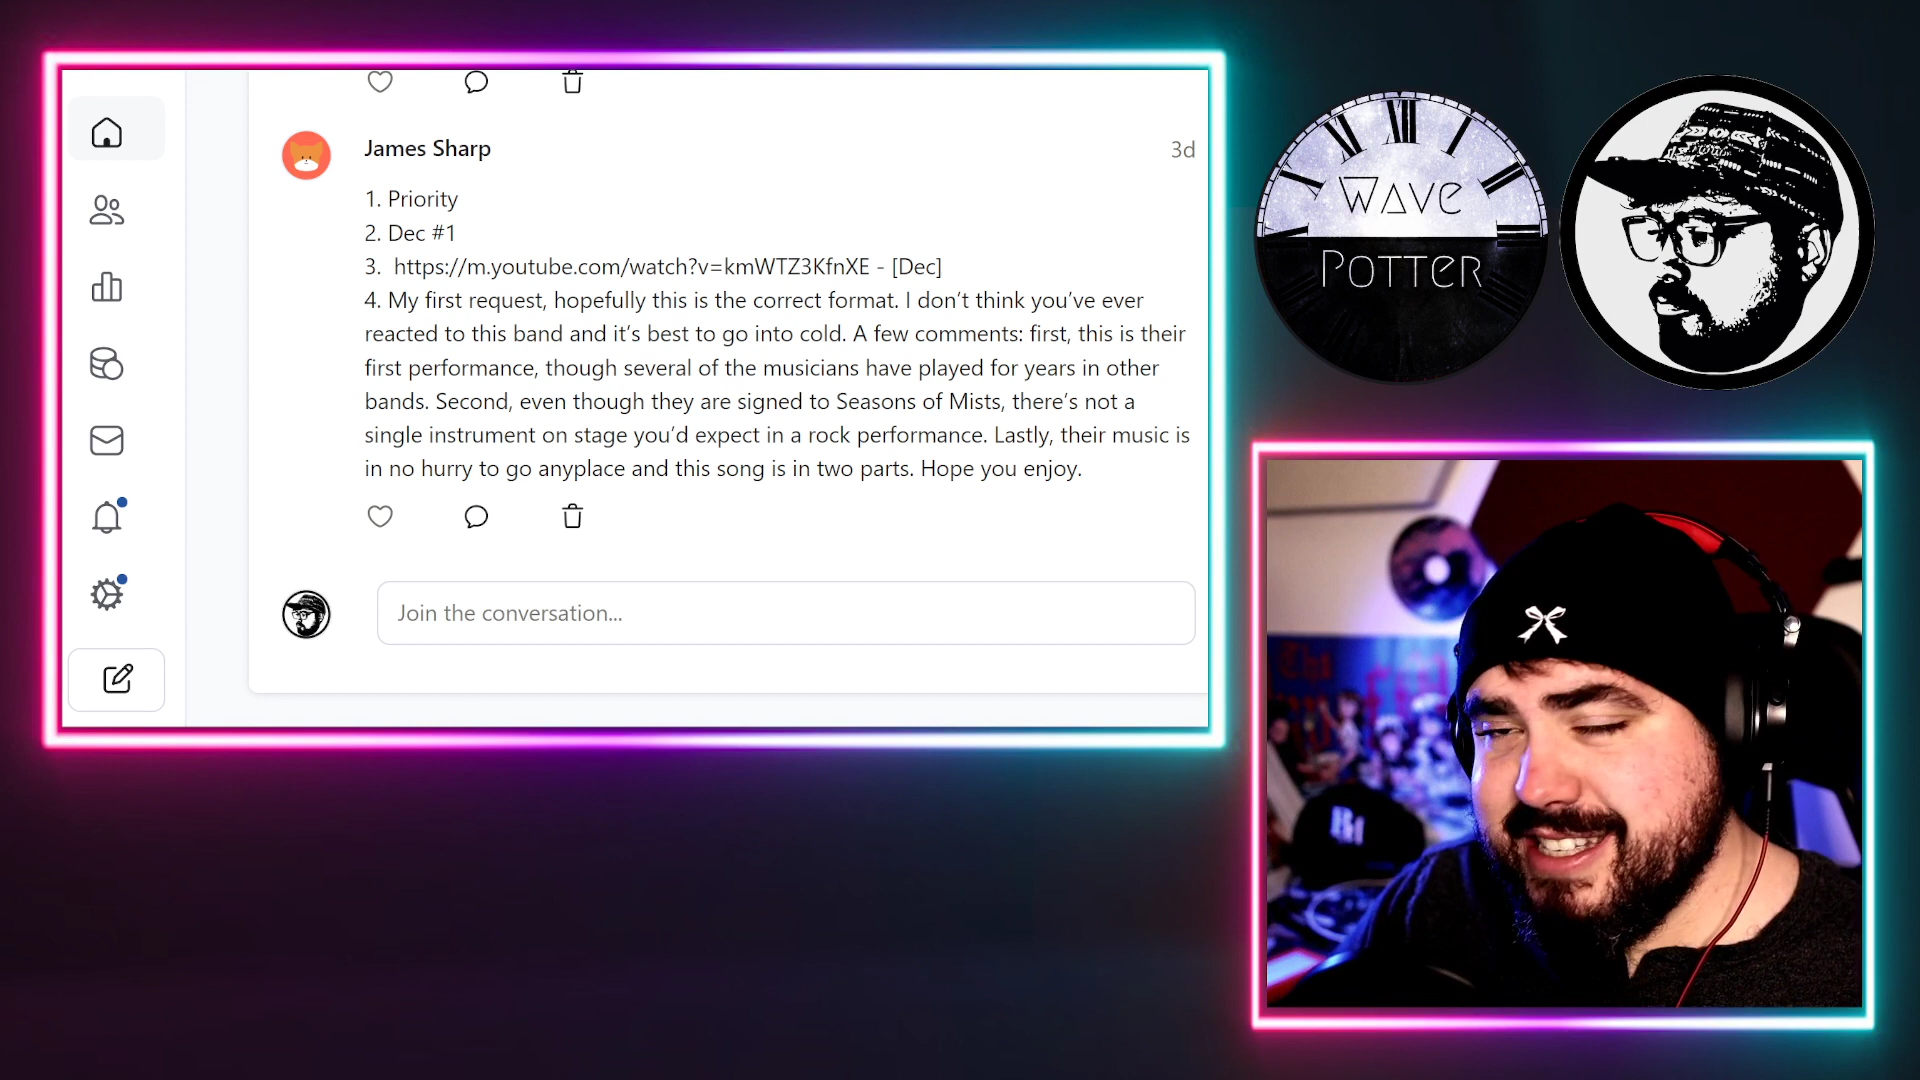 James Sharp
3d
1. Priority
2. Dec #1
3. https://m.youtube.com/watch?v=kmWTZ3KfnXE - [Dec]
4. My first request, hopefully this is the correct format. I don’t think you’ve ever
reacted to this band and it’s best to go into cold. A few comments: first, this is their
first performance, though several of the musicians have played for years in other
bands. Second, even though they are signed to Seasons of Mists, there’s not a
single instrument on stage you’d expect in a rock performance. Lastly, their music is
in no hurry to go anyplace and this song is in two parts. Hope you enjoy.
Join the conversation...
WAVE
POTTER